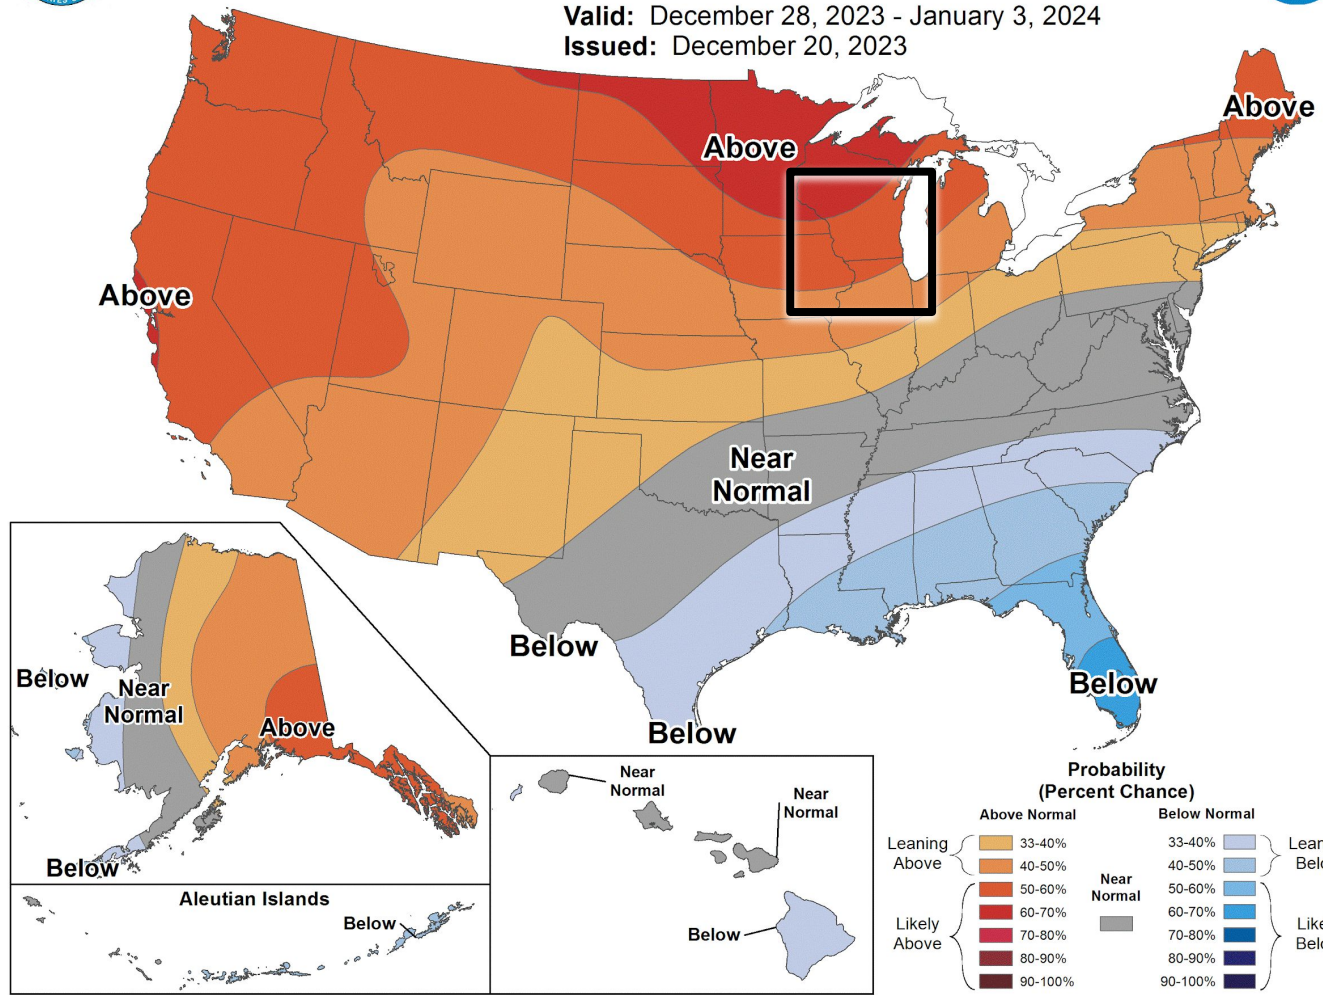 Valid: December 28, 2023 - January 3, 2024
Issued: December 20, 2023
Above
Above
Above
Near
Normal
Below
Below
Below
Below
Near
Normal
Above
Below
Aleutian Islands
Below
Near
Normal
Near
Normal
Below
Probability
(Percent Chance)
Above Normal
Below Normal
Leaning
Above
33-40%
40-50%
Likely
Above
50-60%
60-70%
70-80%
80-90%
90-100%
Near
Normal
33-40%
40-50%
50-60%
60-70%
70-80%
80-90%
90-100%